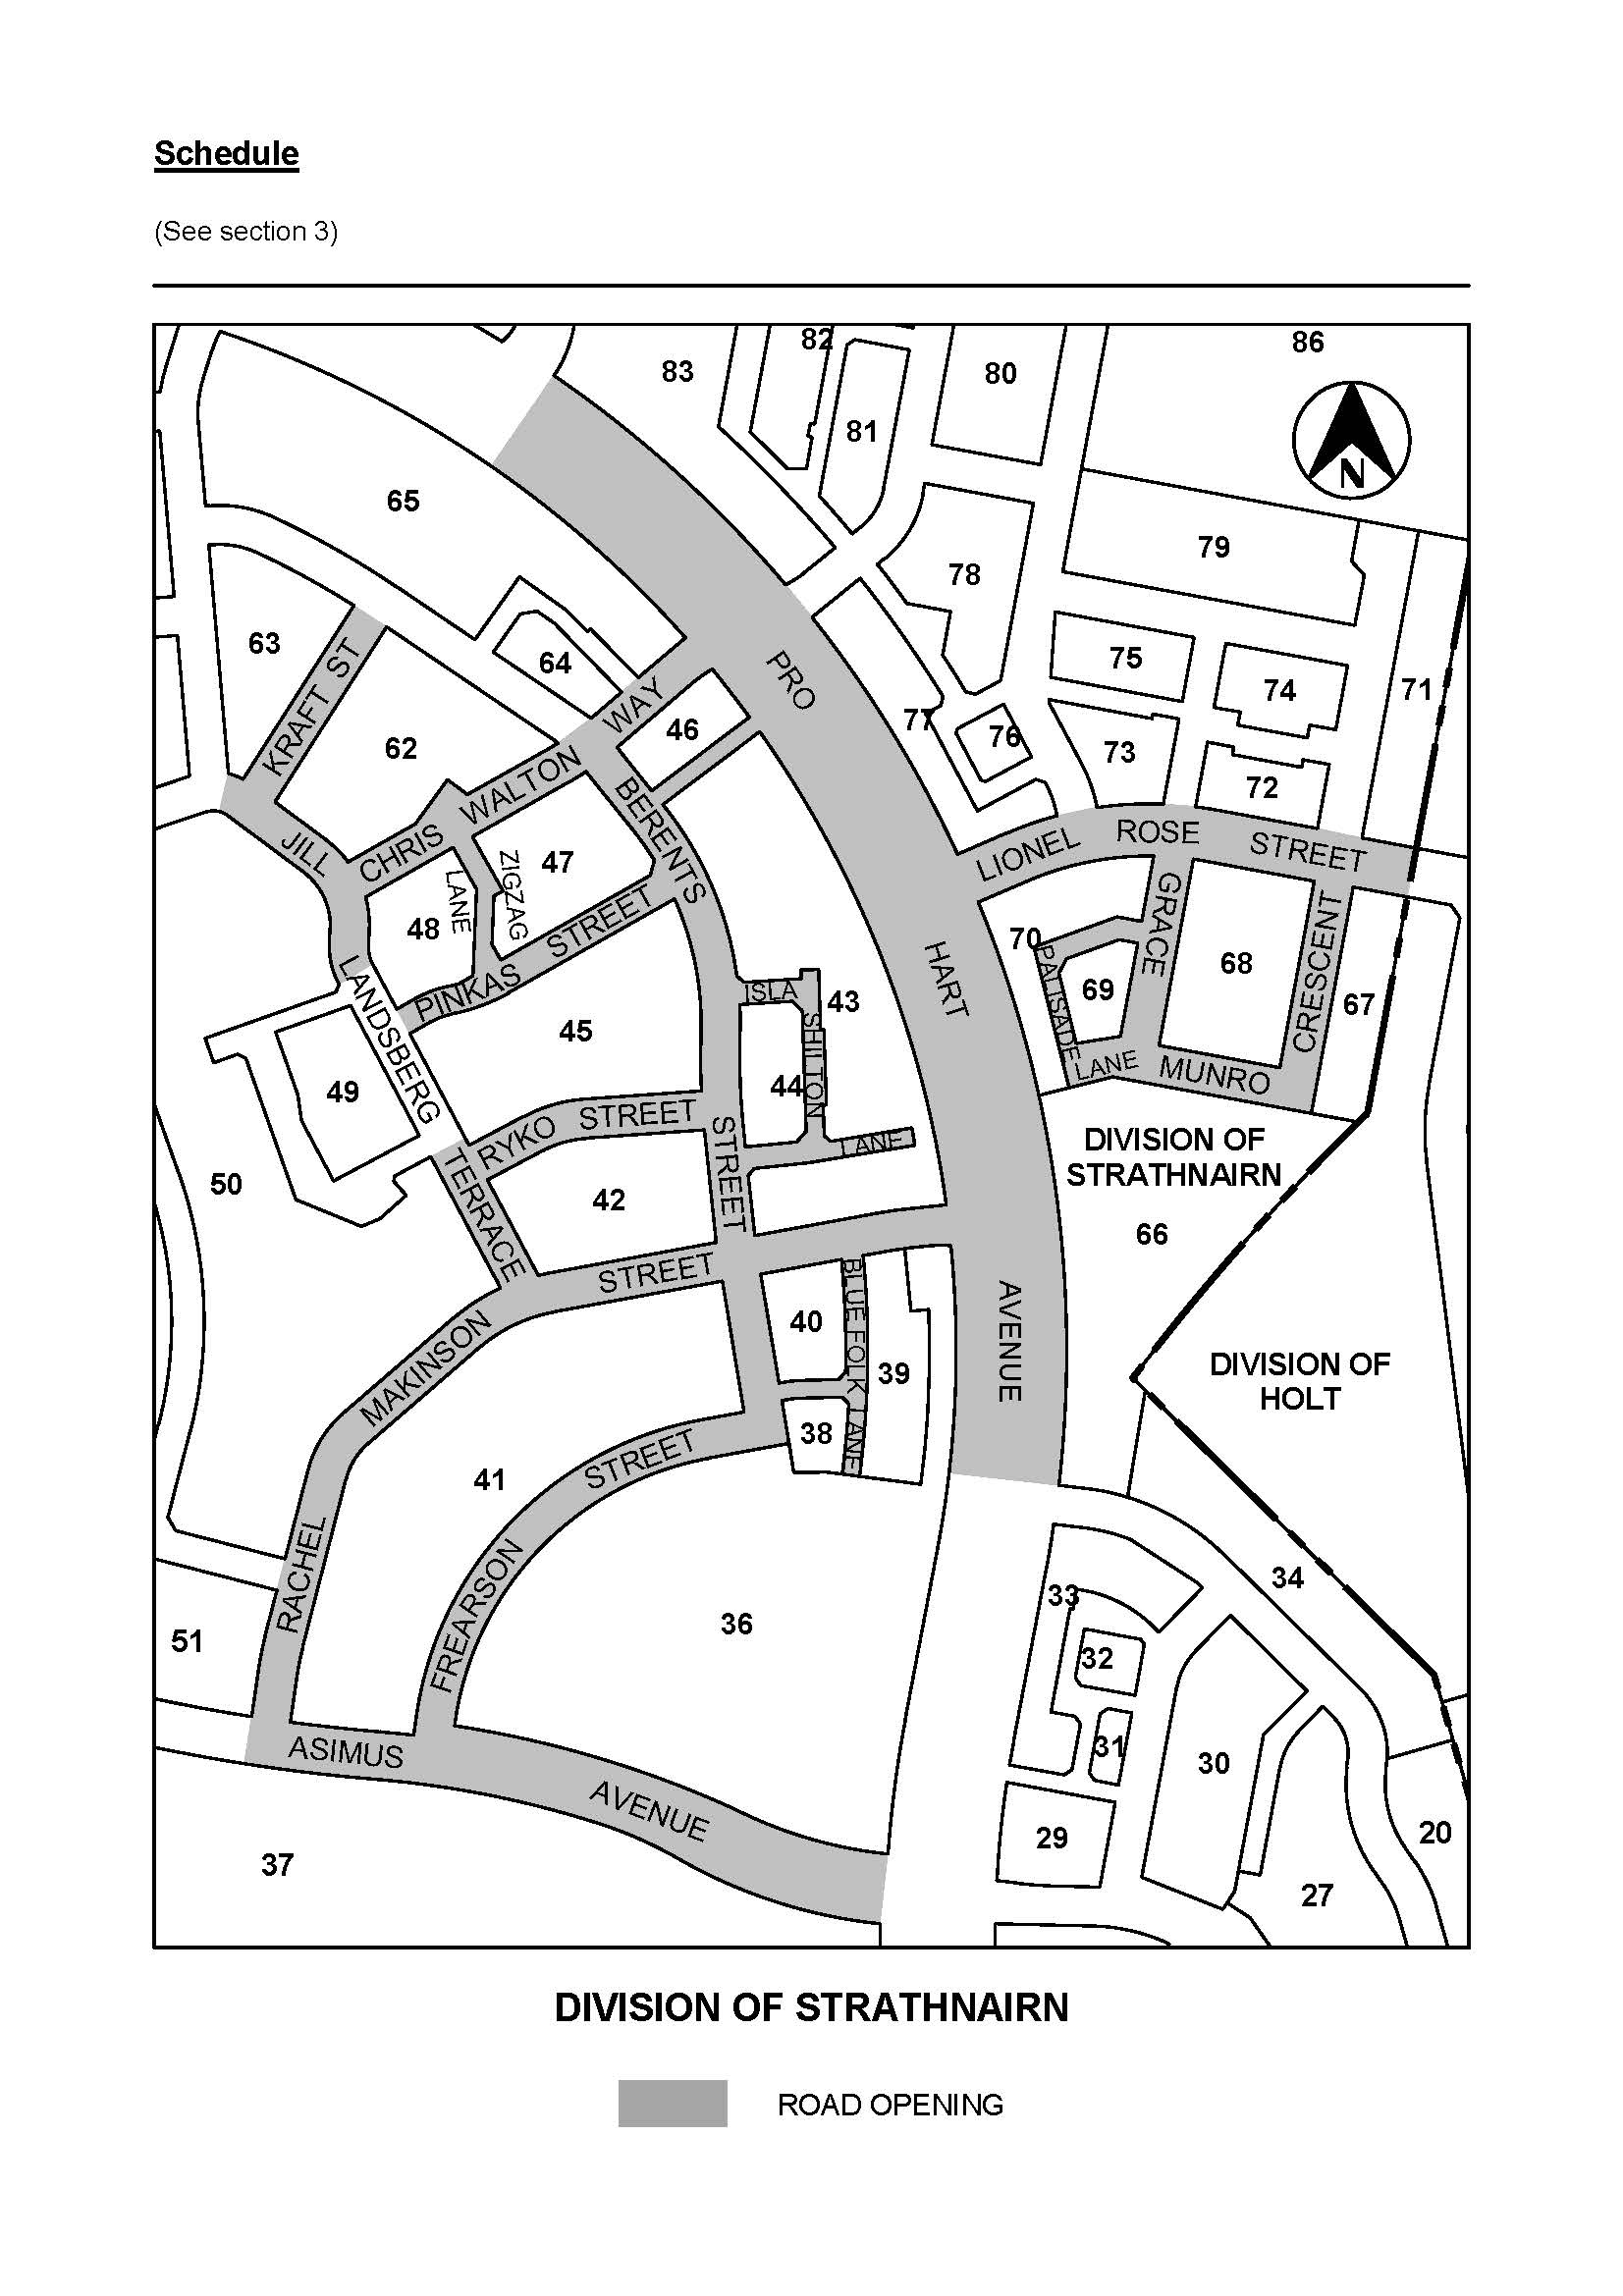 Schedule
(See section 3)
82
86
83
80
81
N
65
79
78
63
KRAFT ST
64
75
74
71
PRO
62
WAY
46
77
76
73
72
CHRIS WALTON
BERENTS
JILL
LIONEL ROSE STREET
47
ZIGZAG
LANE
48
STREET
GRACE
70
68
CRESCENT
PINKAS
LANDSBERG
HART
ISLA
43
PALISADE
69
67
45
SHILTON
49
44
LANE
MUNRO
RYKO STREET
STREET
LANE
DIVISION OF
STRATHNAIRN
50
TERRACE
42
66
STREET
BLUE FOLK LANE
AVENUE
40
MAKINSON
39
DIVISION OF
HOLT
38
41
STREET
RACHEL
FREARSON
33
34
36
51
32
31
30
ASIMUS
AVENUE
29
20
37
27
DIVISION OF STRATHNAIRN
ROAD OPENING